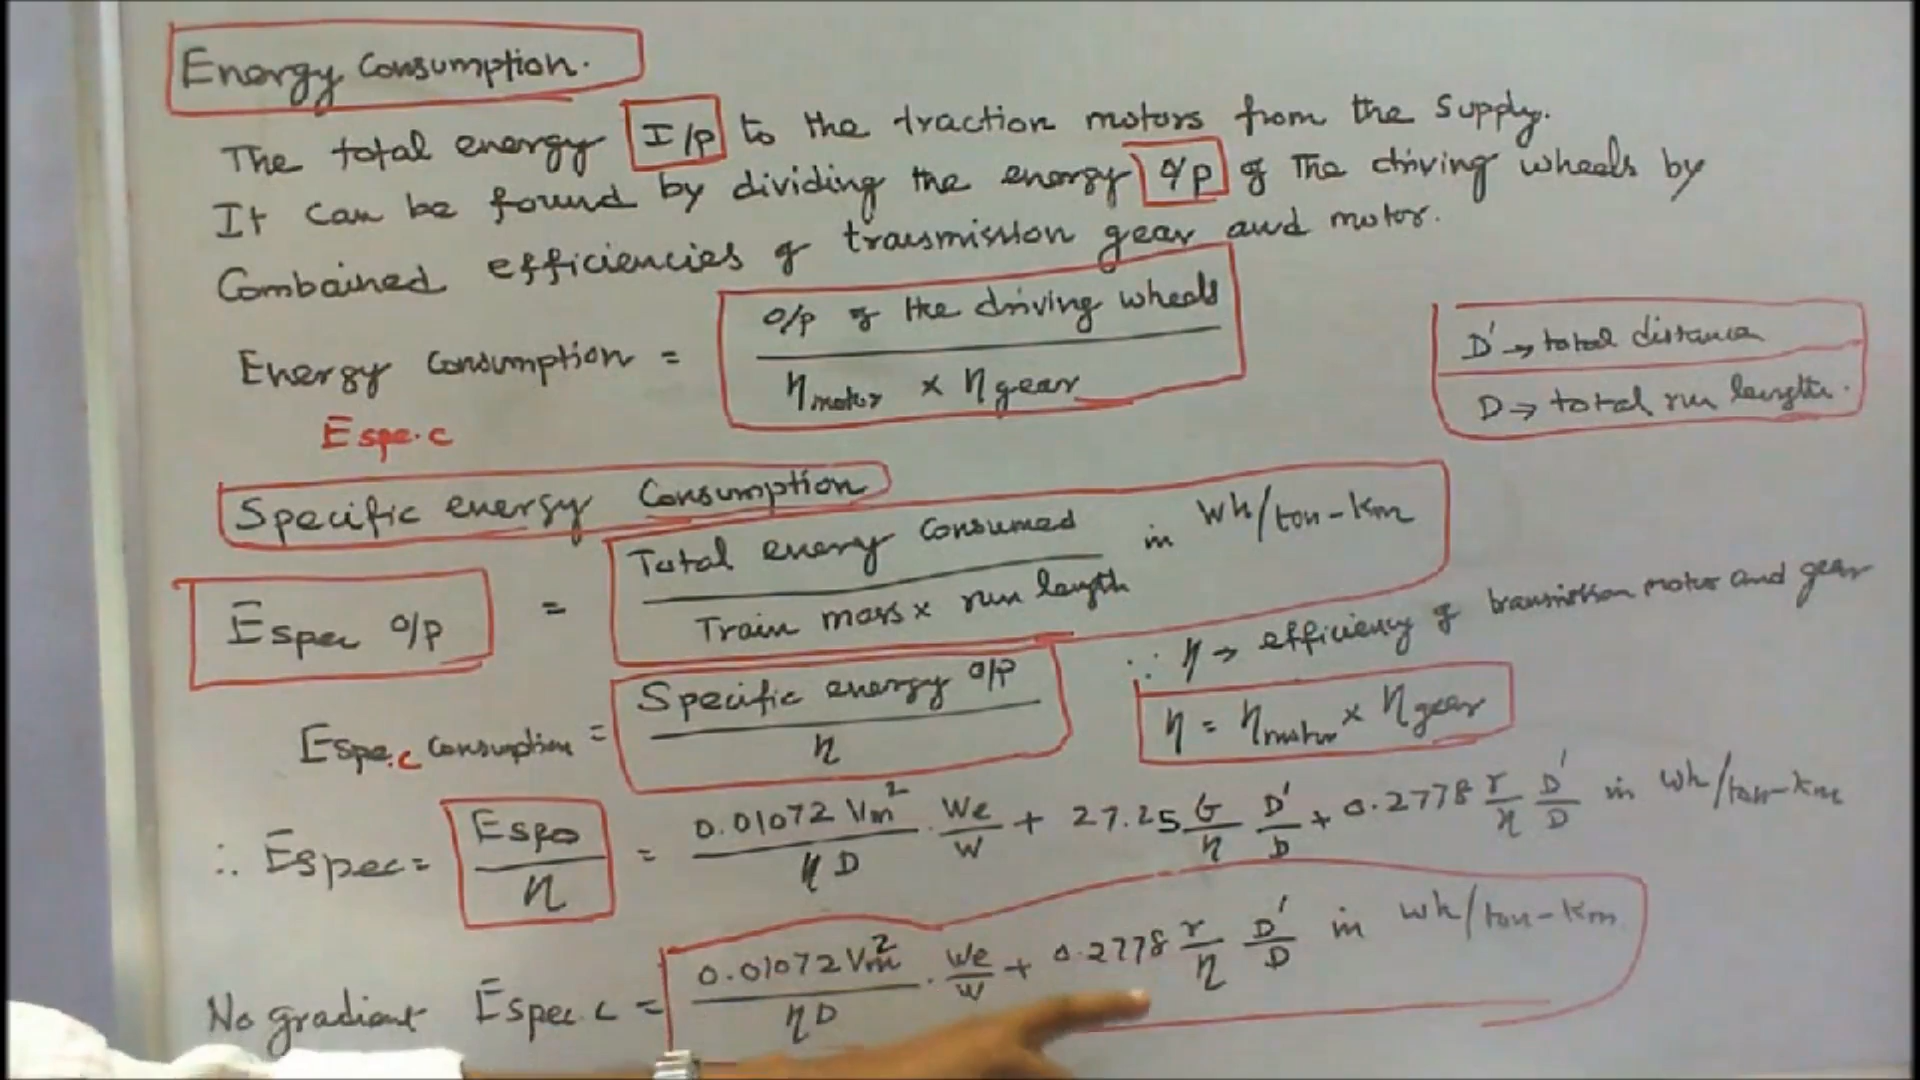 Energy Consumption.
The total energy I/p to the traction motors from the supply.
It can be found by dividing the energy o/p of the driving wheels by
Combained efficiencies of transmission gear and motor.
Energy Consumption = o/p of the driving wheels / η motor × η gear
D' → total distance
D → total run length.
Espe.c
Specific energy Consumption
Espec o/p = Total energy Consumed / Train mass × run length in Wh/ton-km
∵ η → efficiency of transmission motor and gear
Espe.c Consumption = Specific energy o/p / η
η = η motor × η gear
∴ Espec = Espo / η = 0.01072 Vm² / ηD . We/W + 27.25 G/η D'/D + 0.2778 r/η D'/D in Wh/ton-km
No gradient Espec.c = 0.01072 Vm² / ηD . We/W + 0.2778 r/η D'/D in Wh/ton-km